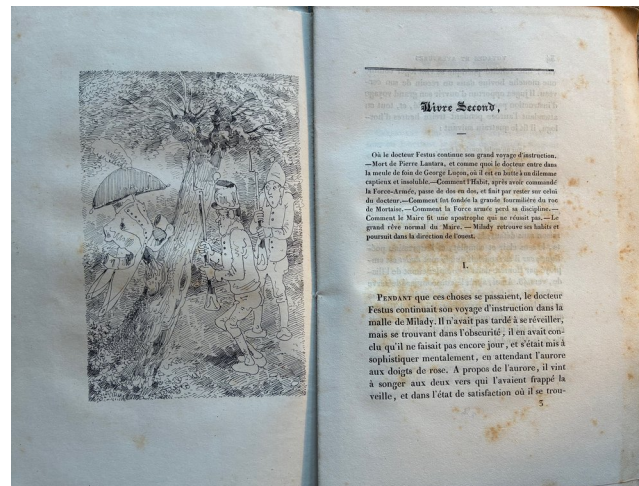 Livre Second,
Où le docteur Festus continue son grand voyage d'instruction.
—Mort de Pierre Lantara, et comme quoi le docteur entre dans
la meule de foin de George Luçon, où il est en butte à un dilemme
captieux et insoluble.—Comment l'Habit, après avoir commandé
la Force-Armée, passe de dos en dos, et finit par rester sur celui
du docteur.—Comment fut fondée la grande fourmilière du roc
de Mortaise.—Comment la Force armée perd sa discipline.—
Comment le Maire fit une apostrophe qui ne réussit pas.—Le
grand rêve normal du Maire.—Milady retrouve ses habits et
poursuit dans la direction de l'ouest.
I.
PENDANT que ces choses se passaient, le docteur
Festus continuait son voyage d'instruction dans la
malle de Milady. Il n'avait pas tardé à se réveiller,
mais se trouvant dans l'obscurité, il en avait con-
clu qu'il ne faisait pas encore jour, et s'était mis à
sophistiquer mentalement, en attendant l'aurore
aux doigts de rose. A propos de l'aurore, il vint
à songer aux deux vers qui l'avaient frappé la
veille, et dans l'état de satisfaction où il se trou-
3